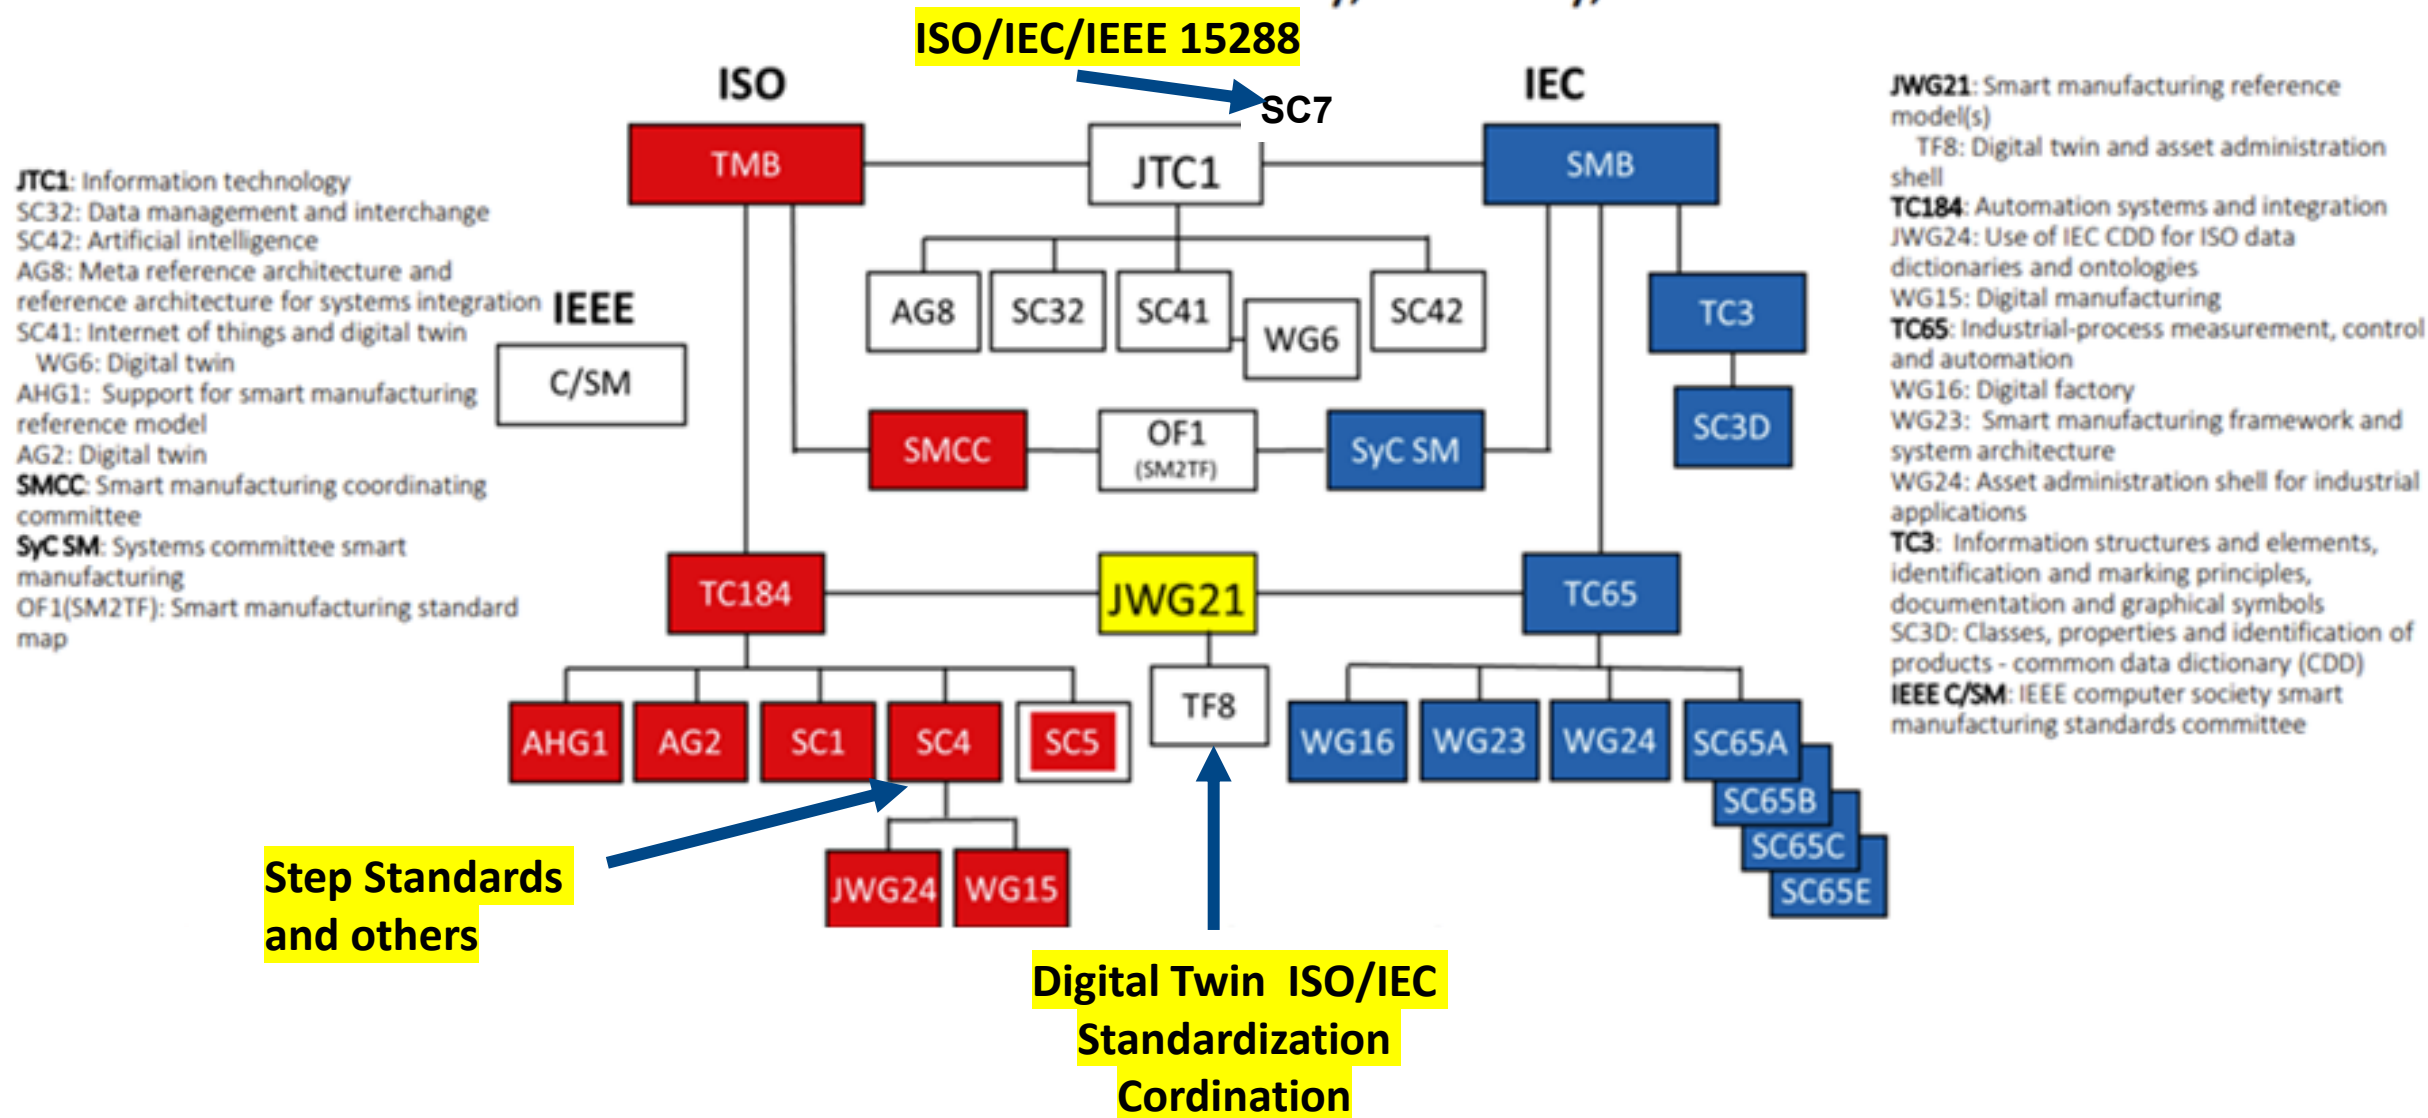 ISO/IEC/IEEE 15288
ISO
IEC
SC7
TMB
JTC1
SMB
JTC1: Information technology
SC32: Data management and interchange
SC42: Artificial intelligence
AG8: Meta reference architecture and
reference architecture for systems integration
SC41: Internet of things and digital twin
WG6: Digital twin
AHG1: Support for smart manufacturing
reference model
AG2: Digital twin
SMCC: Smart manufacturing coordinating
committee
SyC SM: Systems committee smart
manufacturing
OF1(SM2TF): Smart manufacturing standard
map
IEEE
C/SM
AG8
SC32
SC41
WG6
SC42
TC3
SC3D
SMCC
OF1
(SM2TF)
SyC SM
TC184
JWG21
TC65
AHG1
AG2
SC1
SC4
SC5
TF8
WG16
WG23
WG24
SC65A
SC65B
SC65C
SC65E
JWG24
WG15
Step Standards
and others
Digital Twin ISO/IEC
Standardization
Cordination
JWG21: Smart manufacturing reference
model(s)
TF8: Digital twin and asset administration
shell
TC184: Automation systems and integration
JWG24: Use of IEC CDD for ISO data
dictionaries and ontologies
WG15: Digital manufacturing
TC65: Industrial-process measurement, control
and automation
WG16: Digital factory
WG23: Smart manufacturing framework and
system architecture
WG24: Asset administration shell for industrial
applications
TC3: Information structures and elements,
identification and marking principles,
documentation and graphical symbols
SC3D: Classes, properties and identification of
products - common data dictionary (CDD)
IEEE C/SM: IEEE computer society smart
manufacturing standards committee